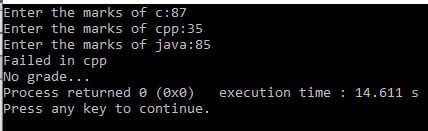 Enter the marks of c:87
Enter the marks of cpp:35
Enter the marks of java:85
Failed in cpp
No grade...
Process returned 0 (0x0)   execution time : 14.611 s
Press any key to continue.